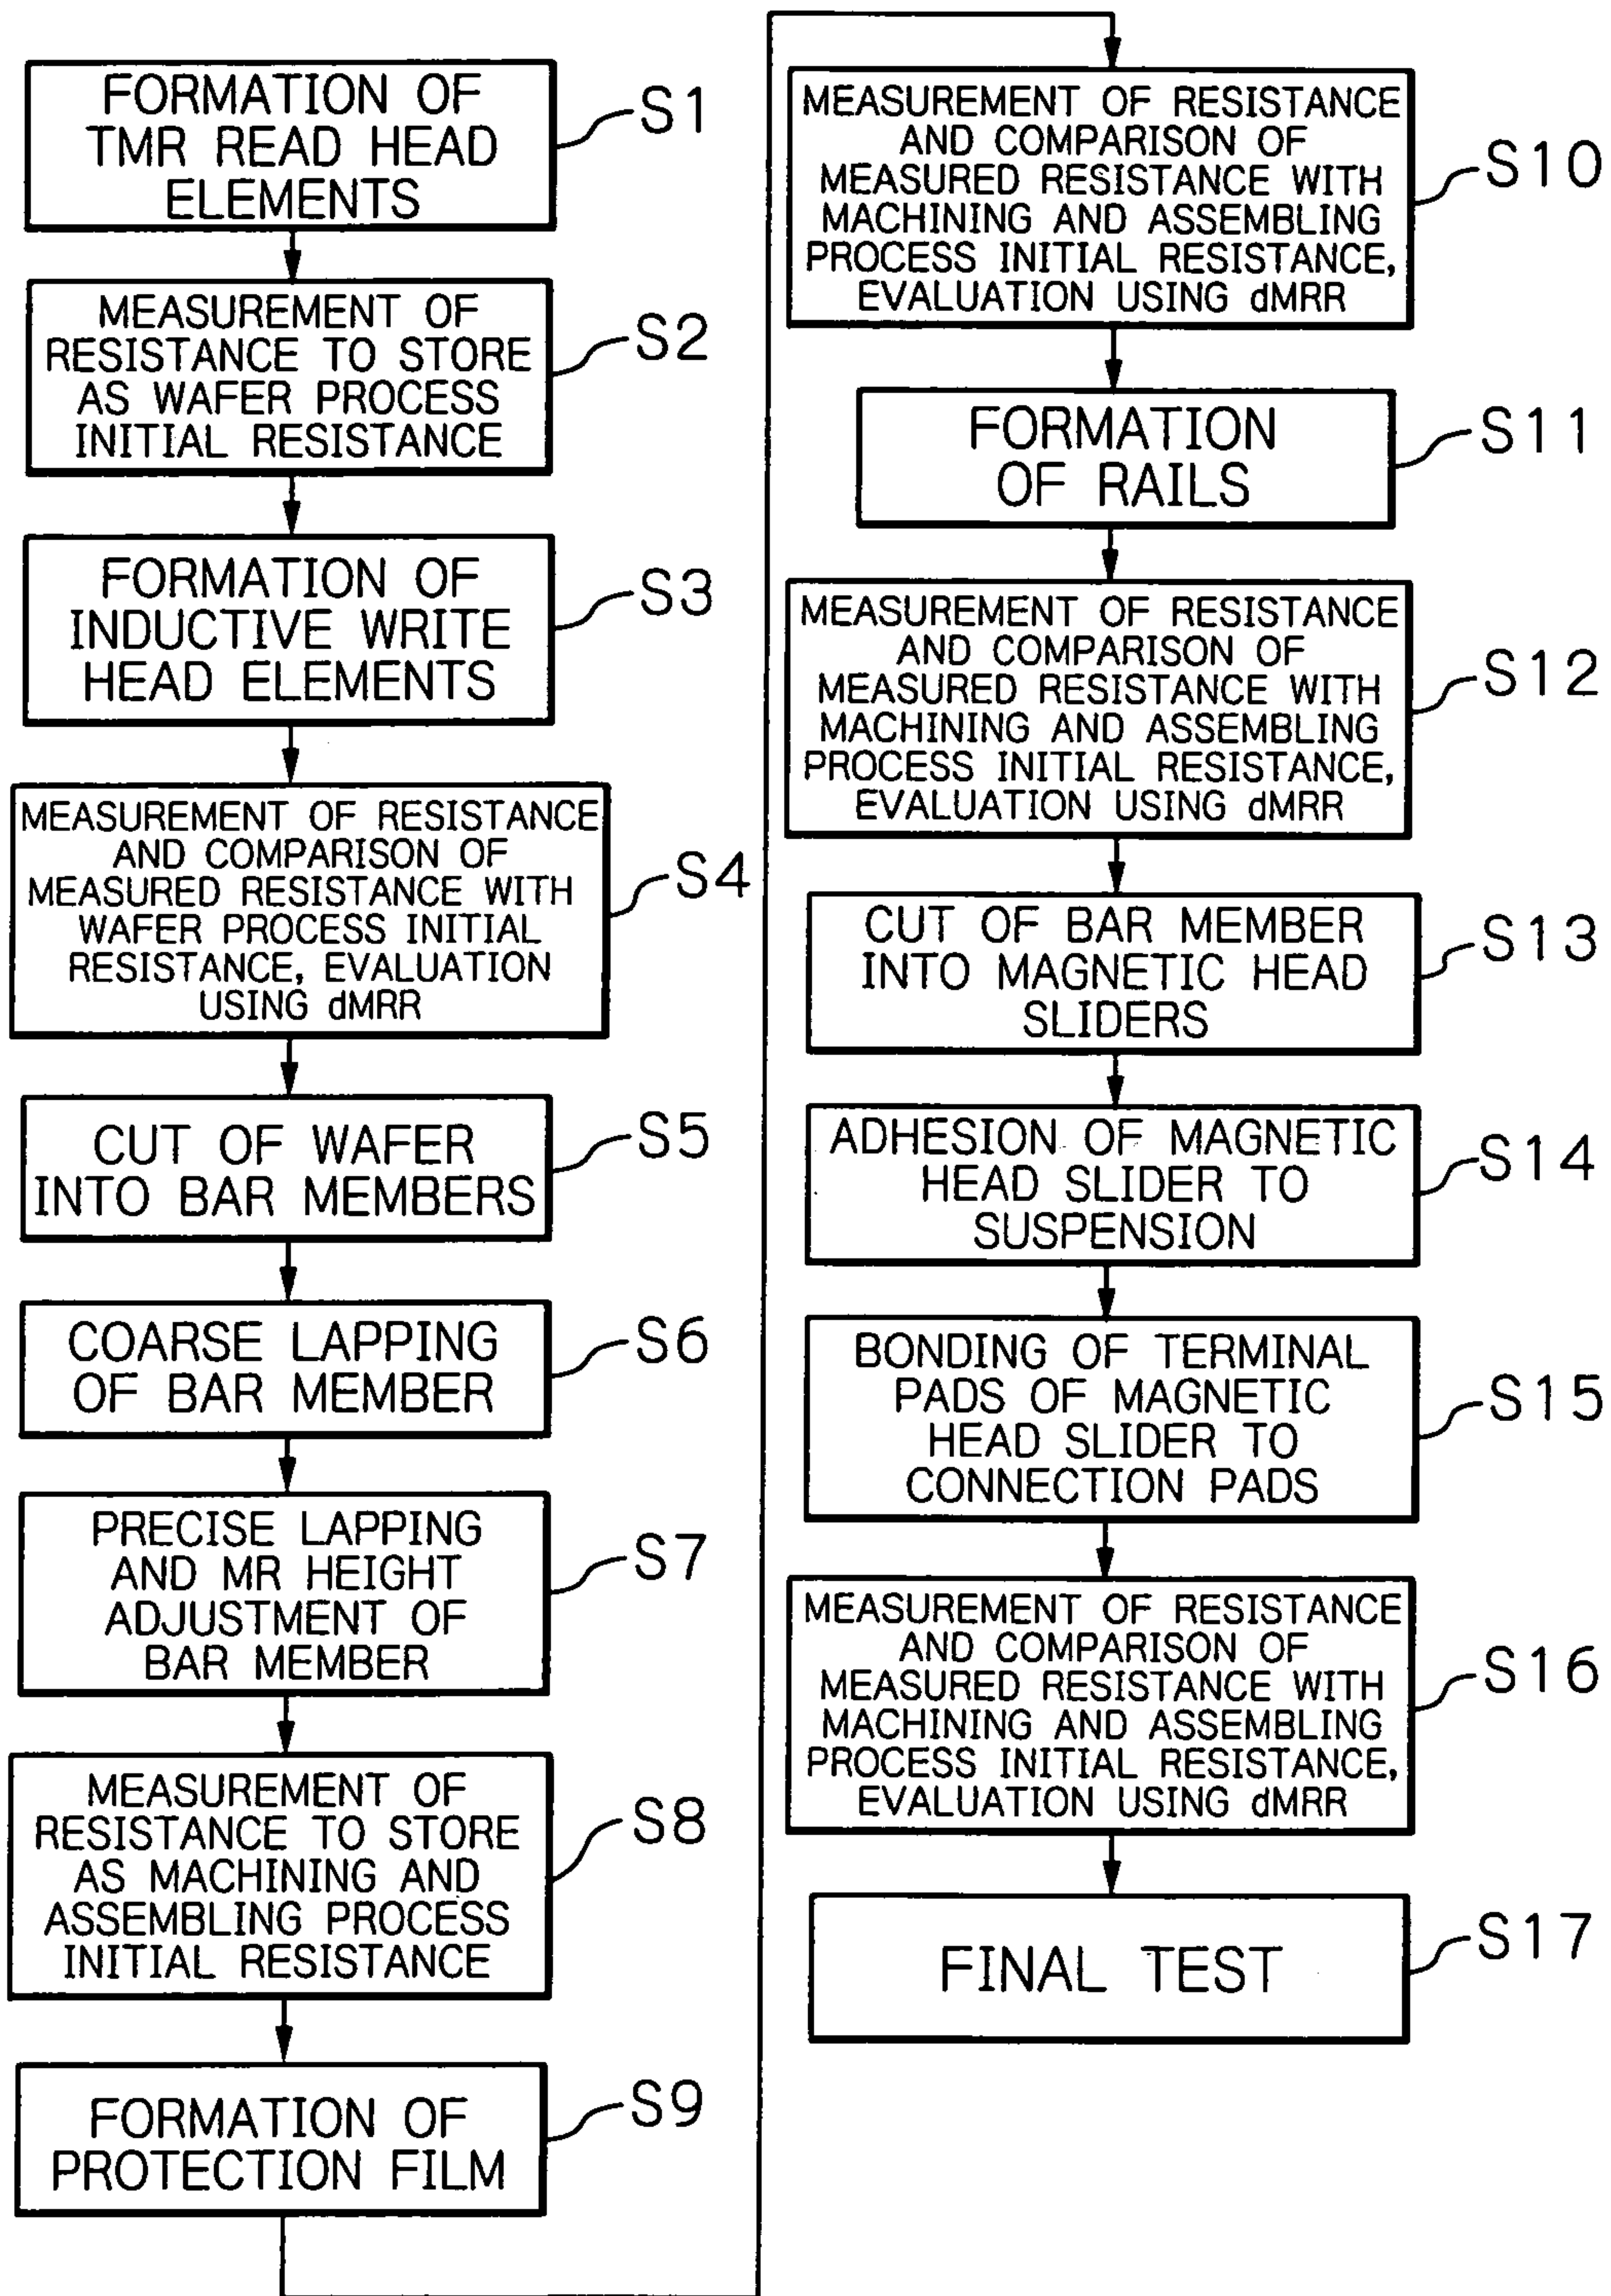 FORMATION OF
TMR READ HEAD
ELEMENTS
S1
MEASUREMENT OF
RESISTANCE TO STORE
AS WAFER PROCESS
INITIAL RESISTANCE
S2
FORMATION OF
INDUCTIVE WRITE
HEAD ELEMENTS
S3
MEASUREMENT OF RESISTANCE
AND COMPARISON OF
MEASURED RESISTANCE WITH
WAFER PROCESS INITIAL
RESISTANCE, EVALUATION
USING dMRR
S4
CUT OF WAFER
INTO BAR MEMBERS
S5
COARSE LAPPING
OF BAR MEMBER
S6
PRECISE LAPPING
AND MR HEIGHT
ADJUSTMENT OF
BAR MEMBER
S7
MEASUREMENT OF
RESISTANCE TO STORE
AS MACHINING AND
ASSEMBLING PROCESS
INITIAL RESISTANCE
S8
FORMATION OF
PROTECTION FILM
S9
MEASUREMENT OF RESISTANCE
AND COMPARISON OF
MEASURED RESISTANCE WITH
MACHINING AND ASSEMBLING
PROCESS INITIAL RESISTANCE,
EVALUATION USING dMRR
S10
FORMATION
OF RAILS
S11
MEASUREMENT OF RESISTANCE
AND COMPARISON OF
MEASURED RESISTANCE WITH
MACHINING AND ASSEMBLING
PROCESS INITIAL RESISTANCE,
EVALUATION USING dMRR
S12
CUT OF BAR MEMBER
INTO MAGNETIC HEAD
SLIDERS
S13
ADHESION OF MAGNETIC
HEAD SLIDER TO
SUSPENSION
S14
BONDING OF TERMINAL
PADS OF MAGNETIC
HEAD SLIDER TO
CONNECTION PADS
S15
MEASUREMENT OF RESISTANCE
AND COMPARISON OF
MEASURED RESISTANCE WITH
MACHINING AND ASSEMBLING
PROCESS INITIAL RESISTANCE,
EVALUATION USING dMRR
S16
FINAL TEST
S17